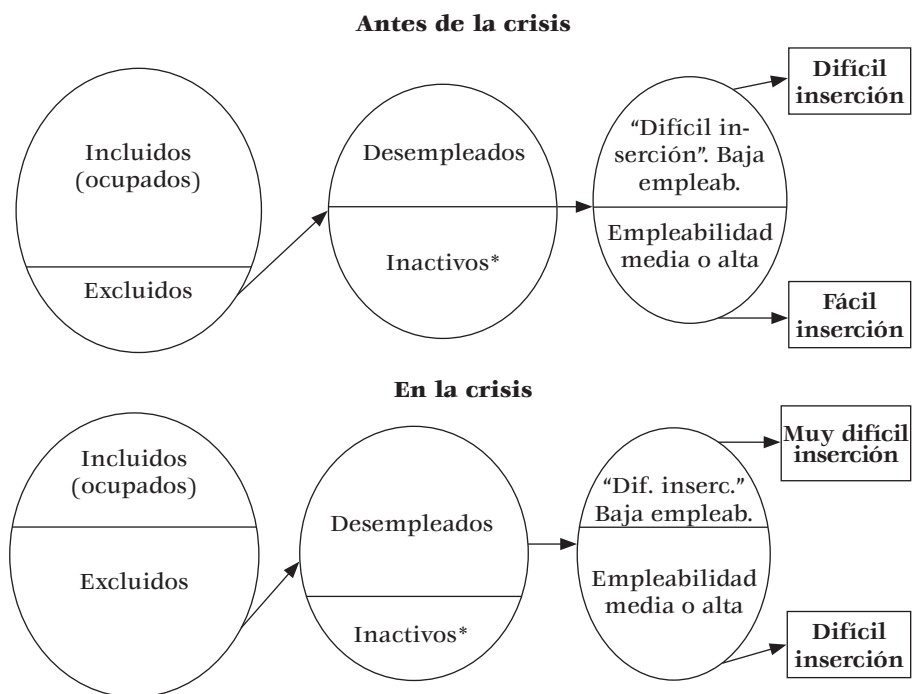 Antes de la crisis
Incluidos
(ocupados)
Excluidos
Desempleados
Inactivos*
“Difícil in-
serción”. Baja
empleab.
Empleabilidad
media o alta
Difícil
inserción
Fácil
inserción
En la crisis
Incluidos
(ocupados)
Excluidos
Desempleados
Inactivos*
“Dif. inserc.”
Baja empleab.
Empleabilidad
media o alta
Muy difícil
inserción
Difícil
inserción